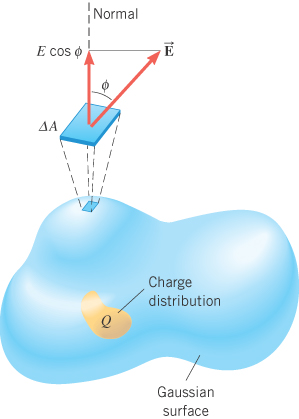 Normal
E cos ϕ
E⃗
ϕ
ΔA
Charge
distribution
Q
Gaussian
surface